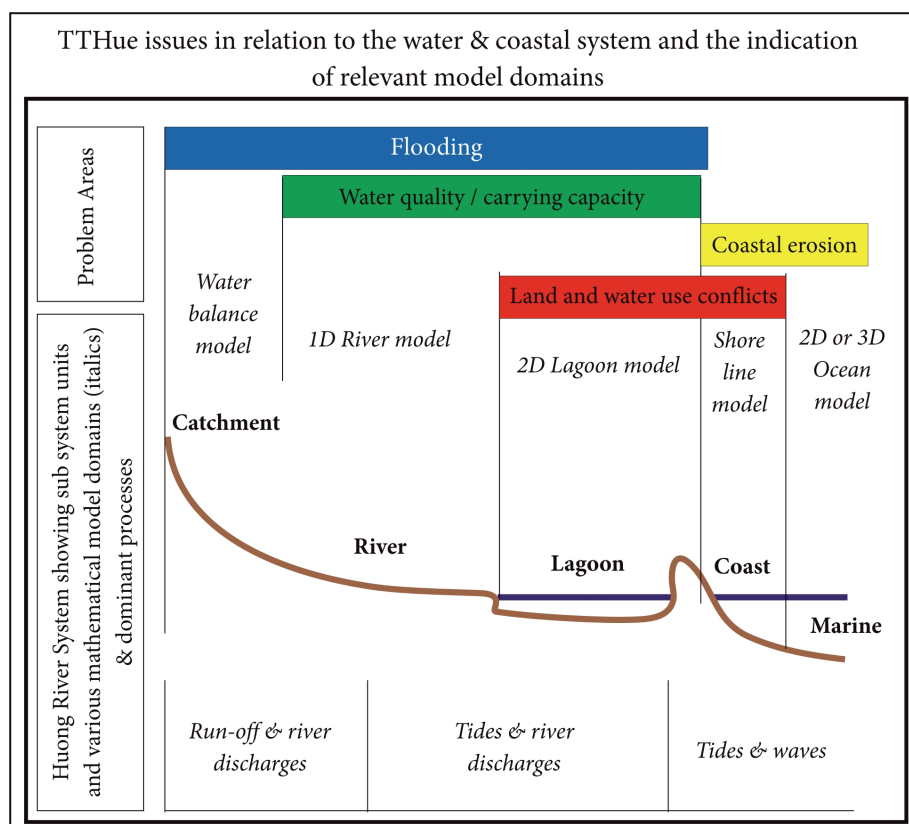 TTHue issues in relation to the water & coastal system and the indication
of relevant model domains
Problem Areas
Flooding
Water quality / carrying capacity
Coastal erosion
Land and water use conflicts
Water
balance
model
1D River model
2D Lagoon model
Shore
line
model
2D or 3D
Ocean
model
Huong River System showing sub system units
and various mathematical model domains (italics)
& dominant processes
Catchment
River
Lagoon
Coast
Marine
Run-off & river
discharges
Tides & river
discharges
Tides & waves